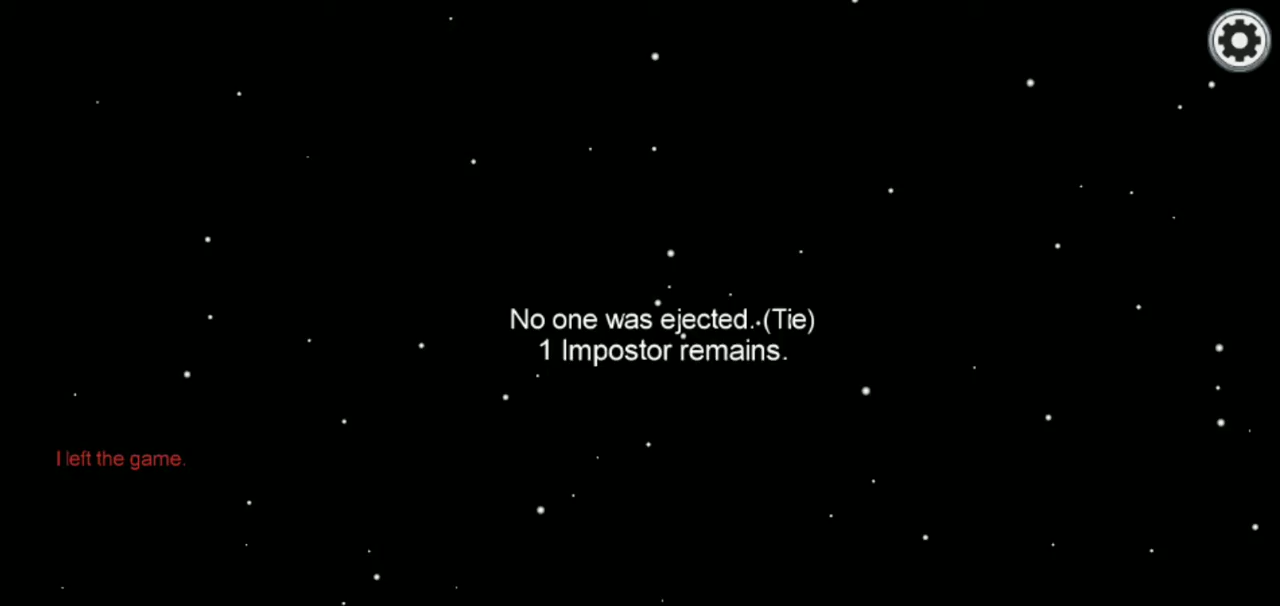 No one was ejected. (Tie)
1 Impostor remains.
I left the game.